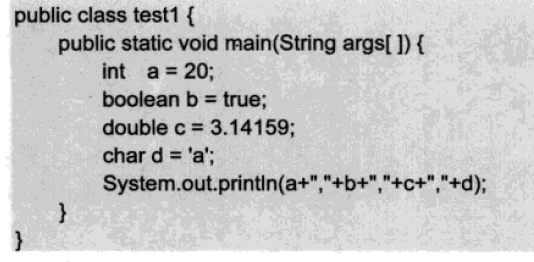 public class test1 {
public static void main(String args[ ]) {
int a = 20;
boolean b = true;
double c = 3.14159;
char d = 'a';
System.out.println(a+","+b+","+c+","+d);
}
}